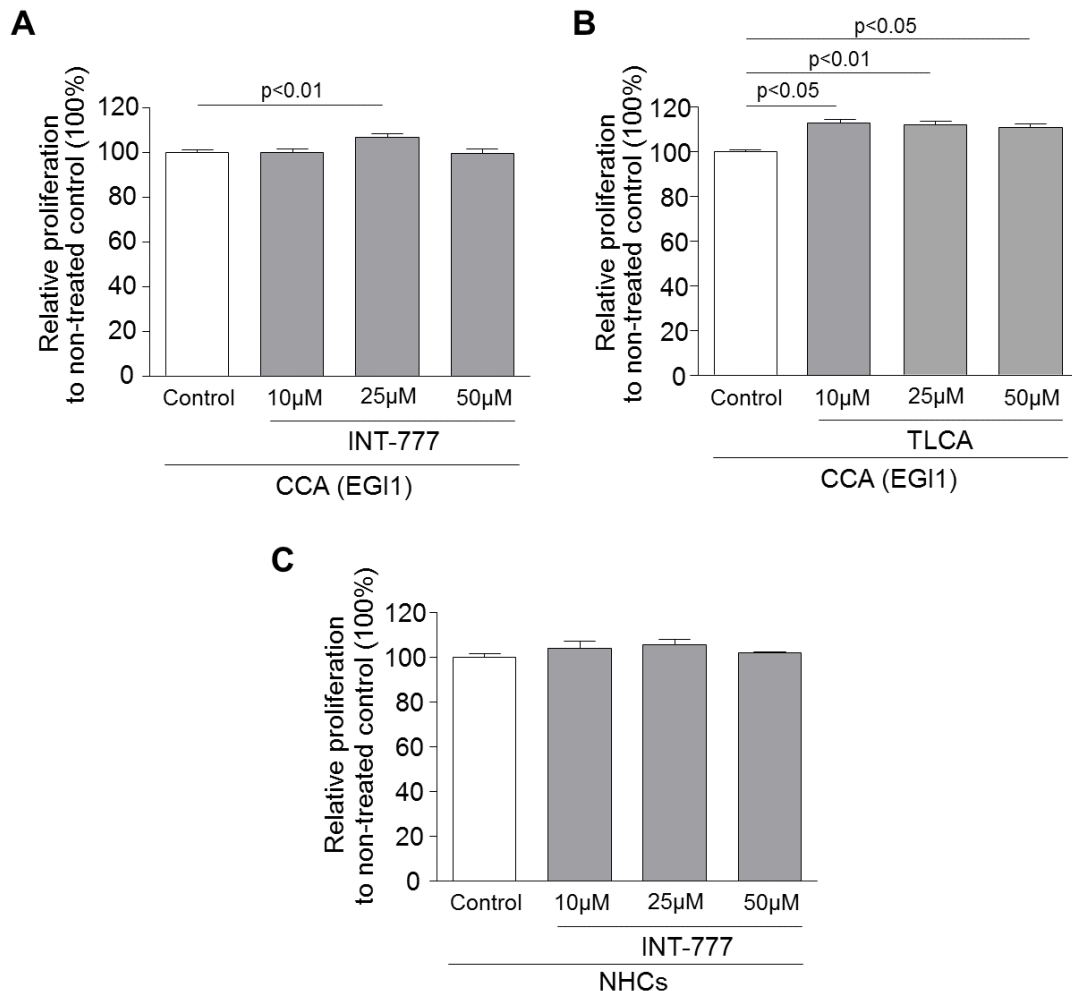 A
p<0.01
Relative proliferation
to non-treated control (100%)
120
100
80
60
40
20
0
Control 10µM 25µM 50µM
INT-777
CCA (EGI1)
B
p<0.05
p<0.01
p<0.05
Relative proliferation
to non-treated control (100%)
120
100
80
60
40
20
0
Control 10µM 25µM 50µM
TLCA
CCA (EGI1)
C
Relative proliferation
to non-treated control (100%)
120
100
80
60
40
20
0
Control 10µM 25µM 50µM
INT-777
NHCs